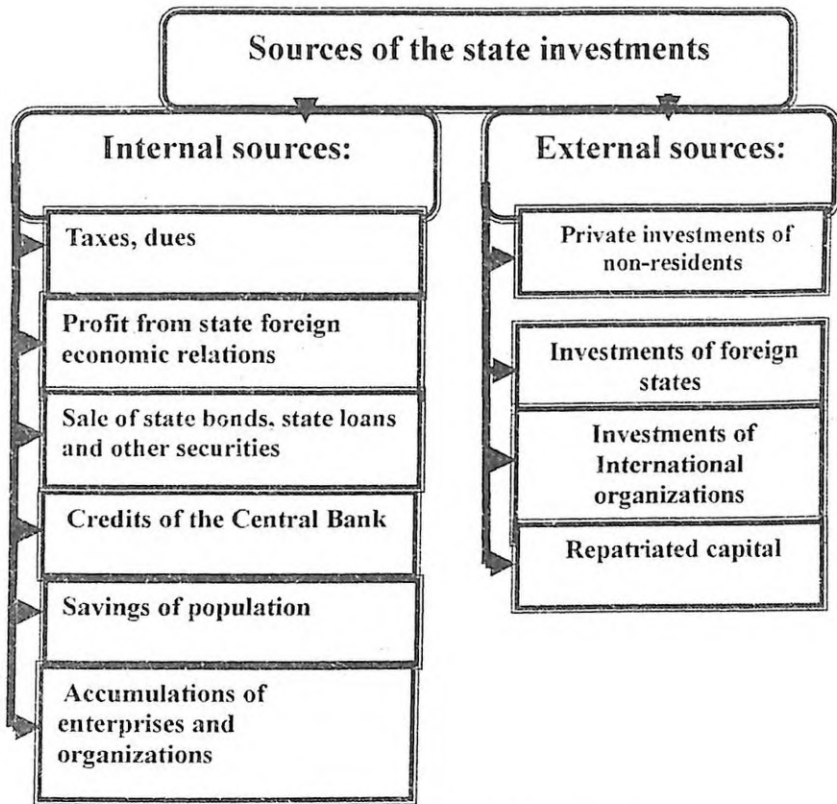 Sources of the state investments
Internal sources:
Taxes, dues
Profit from state foreign
economic relations
Sale of state bonds, state loans
and other securities
Credits of the Central Bank
Savings of population
Accumulations of
enterprises and
organizations
External sources:
Private investments of
non-residents
Investments of foreign
states
Investments of
International
organizations
Repatriated capital